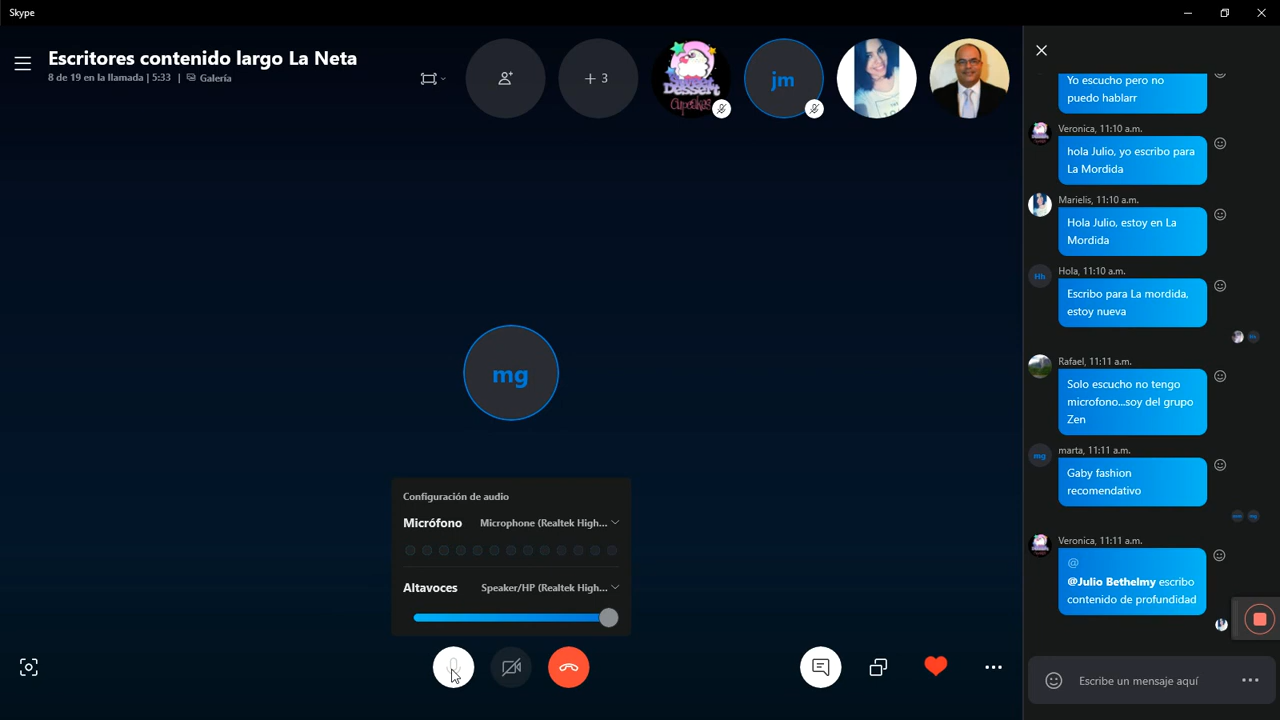 Skype
Escritores contenido largo La Neta
8 de 19 en la llamada | 5:33 | Galería
+ 3
Dessert
Cupcakes
jm
mg
Configuración de audio
Micrófono Microphone (Realtek High...
Altavoces Speaker/HP (Realtek High...
Yo escucho pero no
puedo hablarr
Veronica, 11:10 a.m.
hola Julio, yo escribo para
La Mordida
Marielis, 11:10 a.m.
Hola Julio, estoy en La
Mordida
Hb
Hola, 11:10 a.m.
Escribo para La mordida,
estoy nueva
Rafael, 11:11 a.m.
Solo escucho no tengo
microfono...soy del grupo
Zen
mg
marta, 11:11 a.m.
Gaby fashion
recomendativo
Veronica, 11:11 a.m.
@
@Julio Bethelmy escribo
contenido de profundidad
Escribe un mensaje aquí